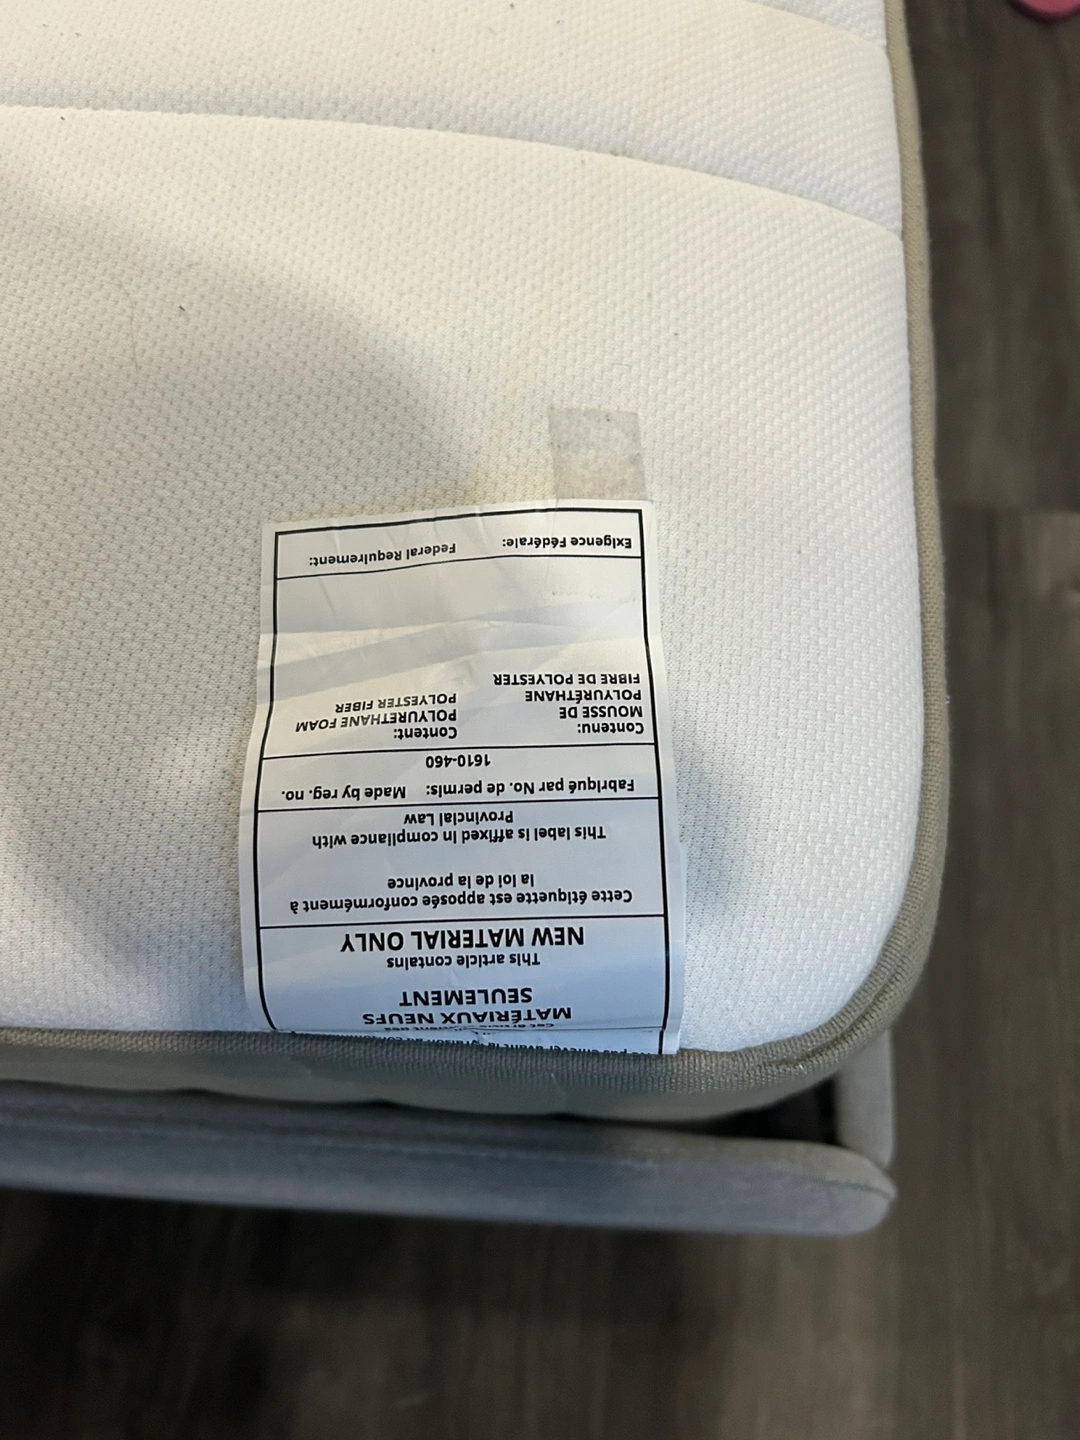 MATÉRIAUX NEUFS
SEULEMENT
This article contains
NEW MATERIAL ONLY
Cette étiquette est apposée conformément à
la loi de la province
This label is affixed in compliance with
Provincial Law
Fabriqué par No. de permis: Made by reg no.
1610-460
Contenu: Content:
MOUSSE DE POLYURETHANE FOAM
POLYURÉTHANE POLYESTER FIBER
FIBRE DE POLYESTER
Exigence Fédérale: Federal Requirement: